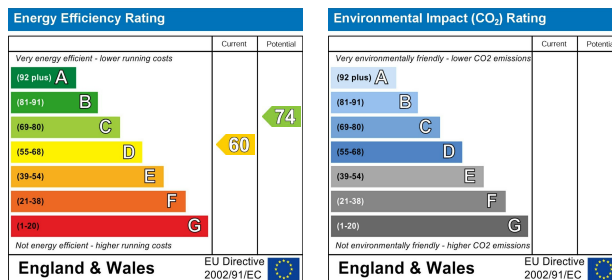 Energy Efficiency Rating
Current Potential
Very energy efficient - lower running costs
(92 plus) A
(81-91) B
(69-80) C
74
(55-68) D
60
(39-54) E
(21-38) F
(1-20) G
Not energy efficient - higher running costs
England & Wales
EU Directive
2002/91/EC
Environmental Impact (CO₂) Rating
Current Potential
Very environmentally friendly - lower CO2 emissions
(92 plus) A
(81-91) B
(69-80) C
(55-68) D
(39-54) E
(21-38) F
(1-20) G
Not environmentally friendly - higher CO2 emissions
England & Wales
EU Directive
2002/91/EC